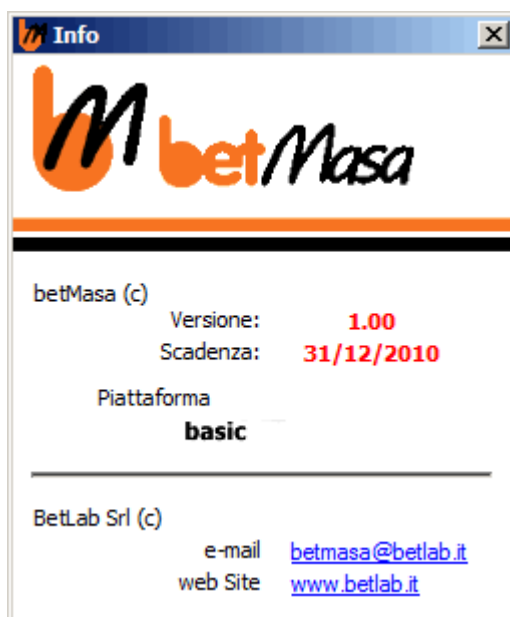 Info
bM betMasa
betMasa (c)
Versione: 1.00
Scadenza: 31/12/2010
Piattaforma
basic
BetLab Srl (c)
e-mail betmasa@betlab.it
web Site www.betlab.it